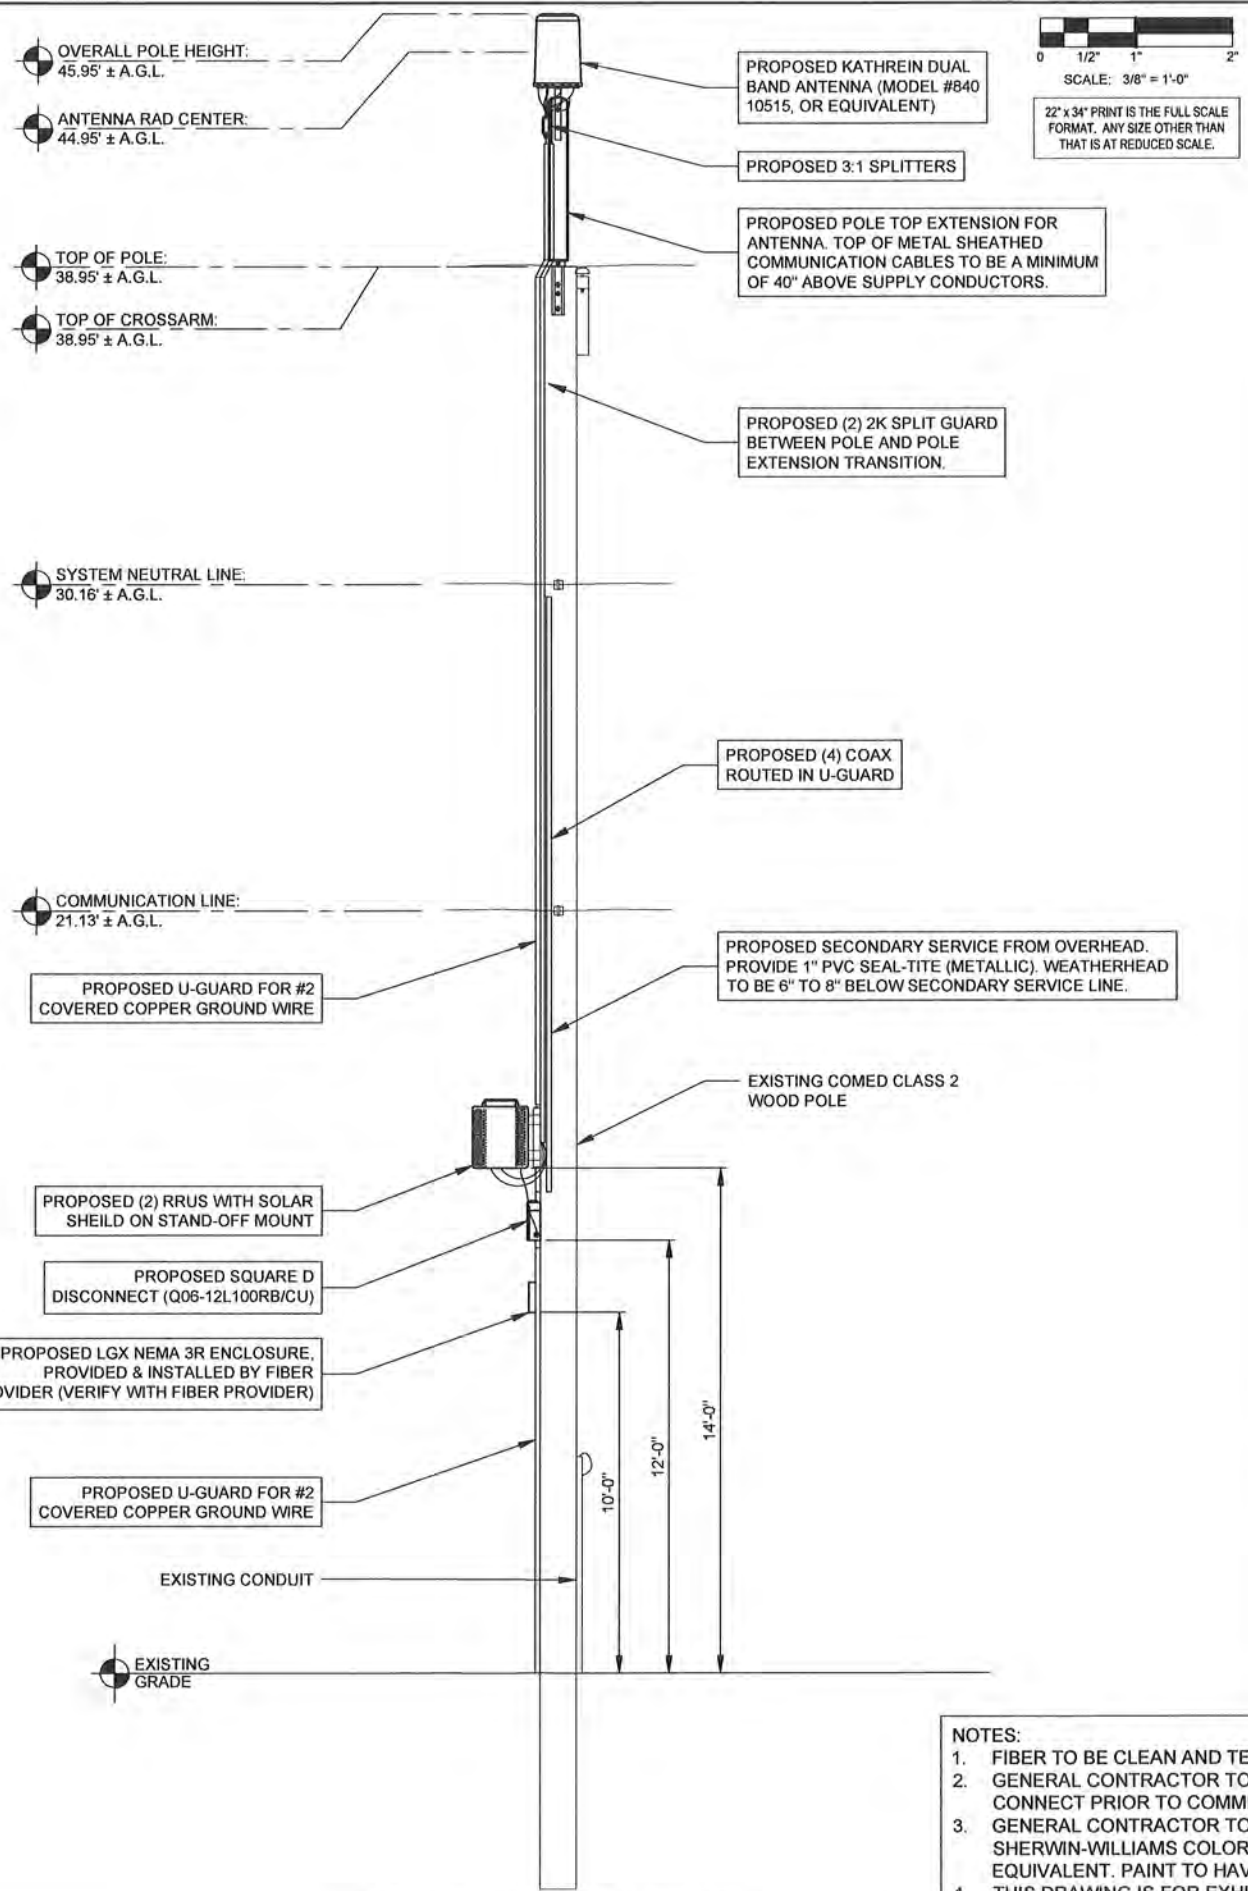 OVERALL POLE HEIGHT:
45.95' ± A.G.L.
ANTENNA RAD CENTER:
44.95' ± A.G.L.
TOP OF POLE:
38.95' ± A.G.L.
TOP OF CROSSARM:
38.95' ± A.G.L.
SYSTEM NEUTRAL LINE:
30.16' ± A.G.L.
COMMUNICATION LINE:
21.13' ± A.G.L.
PROPOSED U-GUARD FOR #2
COVERED COPPER GROUND WIRE
PROPOSED (2) RRUS WITH SOLAR
SHEILD ON STAND-OFF MOUNT
PROPOSED SQUARE D
DISCONNECT (Q06-12L100RB/CU)
PROPOSED LGX NEMA 3R ENCLOSURE,
PROVIDED & INSTALLED BY FIBER
OVIDER (VERIFY WITH FIBER PROVIDER)
PROPOSED U-GUARD FOR #2
COVERED COPPER GROUND WIRE
EXISTING CONDUIT
EXISTING
GRADE
0 1/2" 1" 2"
SCALE: 3/8" = 1'-0"
22" x 34" PRINT IS THE FULL SCALE
FORMAT. ANY SIZE OTHER THAN
THAT IS AT REDUCED SCALE.
PROPOSED KATHREIN DUAL
BAND ANTENNA (MODEL #840
10515, OR EQUIVALENT)
PROPOSED 3:1 SPLITTERS
PROPOSED POLE TOP EXTENSION FOR
ANTENNA. TOP OF METAL SHEATHED
COMMUNICATION CABLES TO BE A MINIMUM
OF 40" ABOVE SUPPLY CONDUCTORS.
PROPOSED (2) 2K SPLIT GUARD
BETWEEN POLE AND POLE
EXTENSION TRANSITION.
PROPOSED (4) COAX
ROUTED IN U-GUARD
PROPOSED SECONDARY SERVICE FROM OVERHEAD.
PROVIDE 1" PVC SEAL-TITE (METALLIC). WEATHERHEAD
TO BE 6" TO 8" BELOW SECONDARY SERVICE LINE.
EXISTING COMED CLASS 2
WOOD POLE
10'-0"
12'-0"
14'-0"
NOTES:
1. FIBER TO BE CLEAN AND TE
2. GENERAL CONTRACTOR TO
CONNECT PRIOR TO COMM
3. GENERAL CONTRACTOR TO
SHERWIN-WILLIAMS COLOR
EQUIVALENT. PAINT TO HAV
4. THIS DRAWING IS FOR EXHI